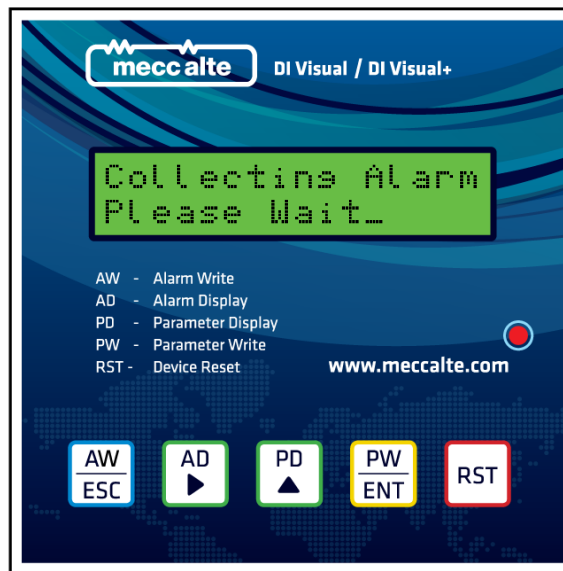 mecc alte
DI Visual / DI Visual+
Collecting Alarm
Please Wait_
AW - Alarm Write
AD - Alarm Display
PD - Parameter Display
PW - Parameter Write
RST - Device Reset
www.meccalte.com
AW
ESC
AD
PD
PW
ENT
RST